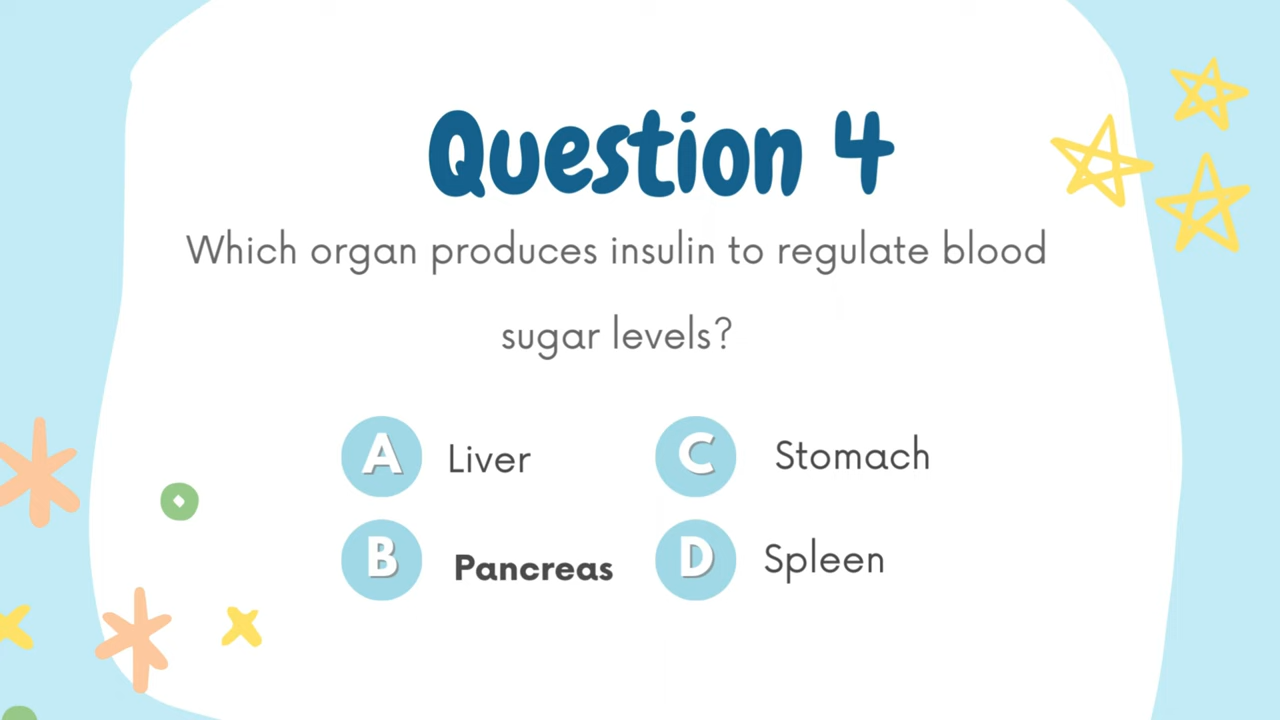 Question 4
Which organ produces insulin to regulate blood
sugar levels?
A Liver
B Pancreas
C Stomach
D Spleen